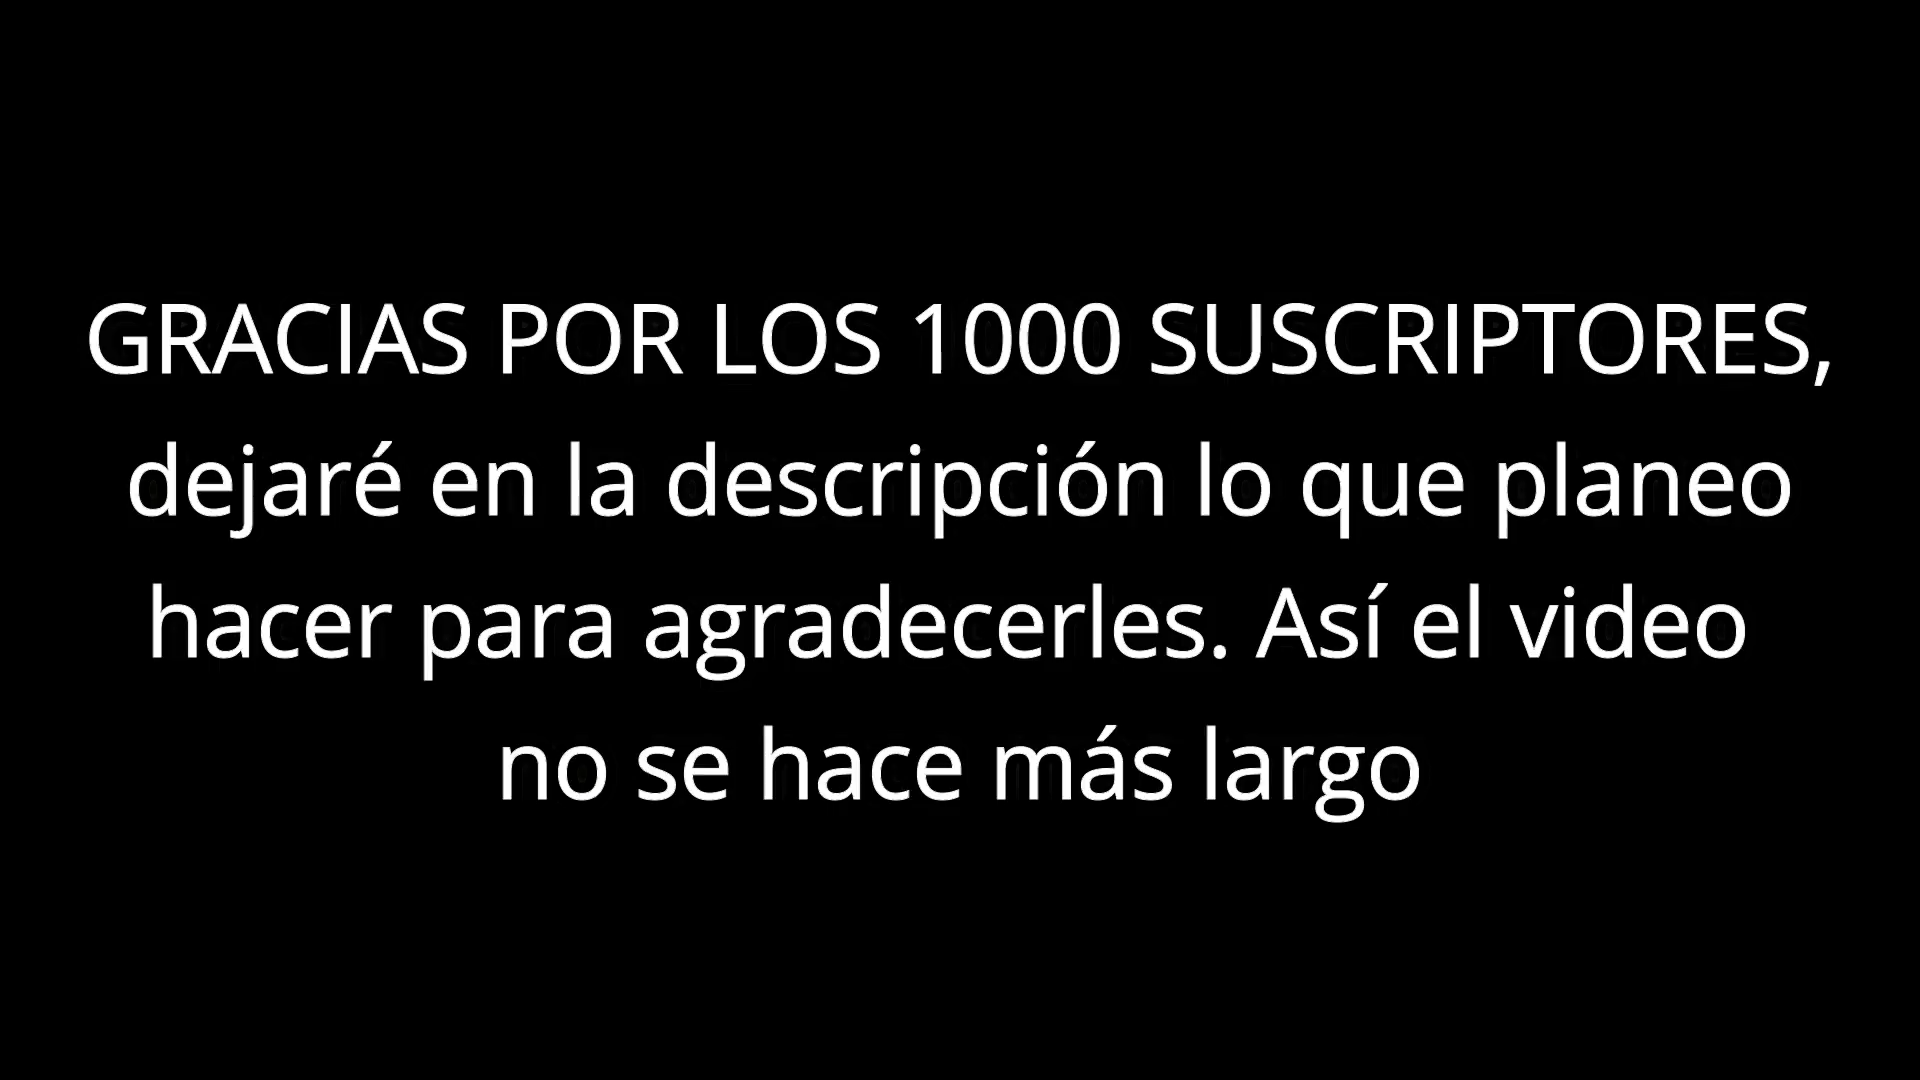 GRACIAS POR LOS 1000 SUSCRIPTORES,
dejaré en la descripción lo que planeo
hacer para agradecerles. Así el video
no se hace más largo